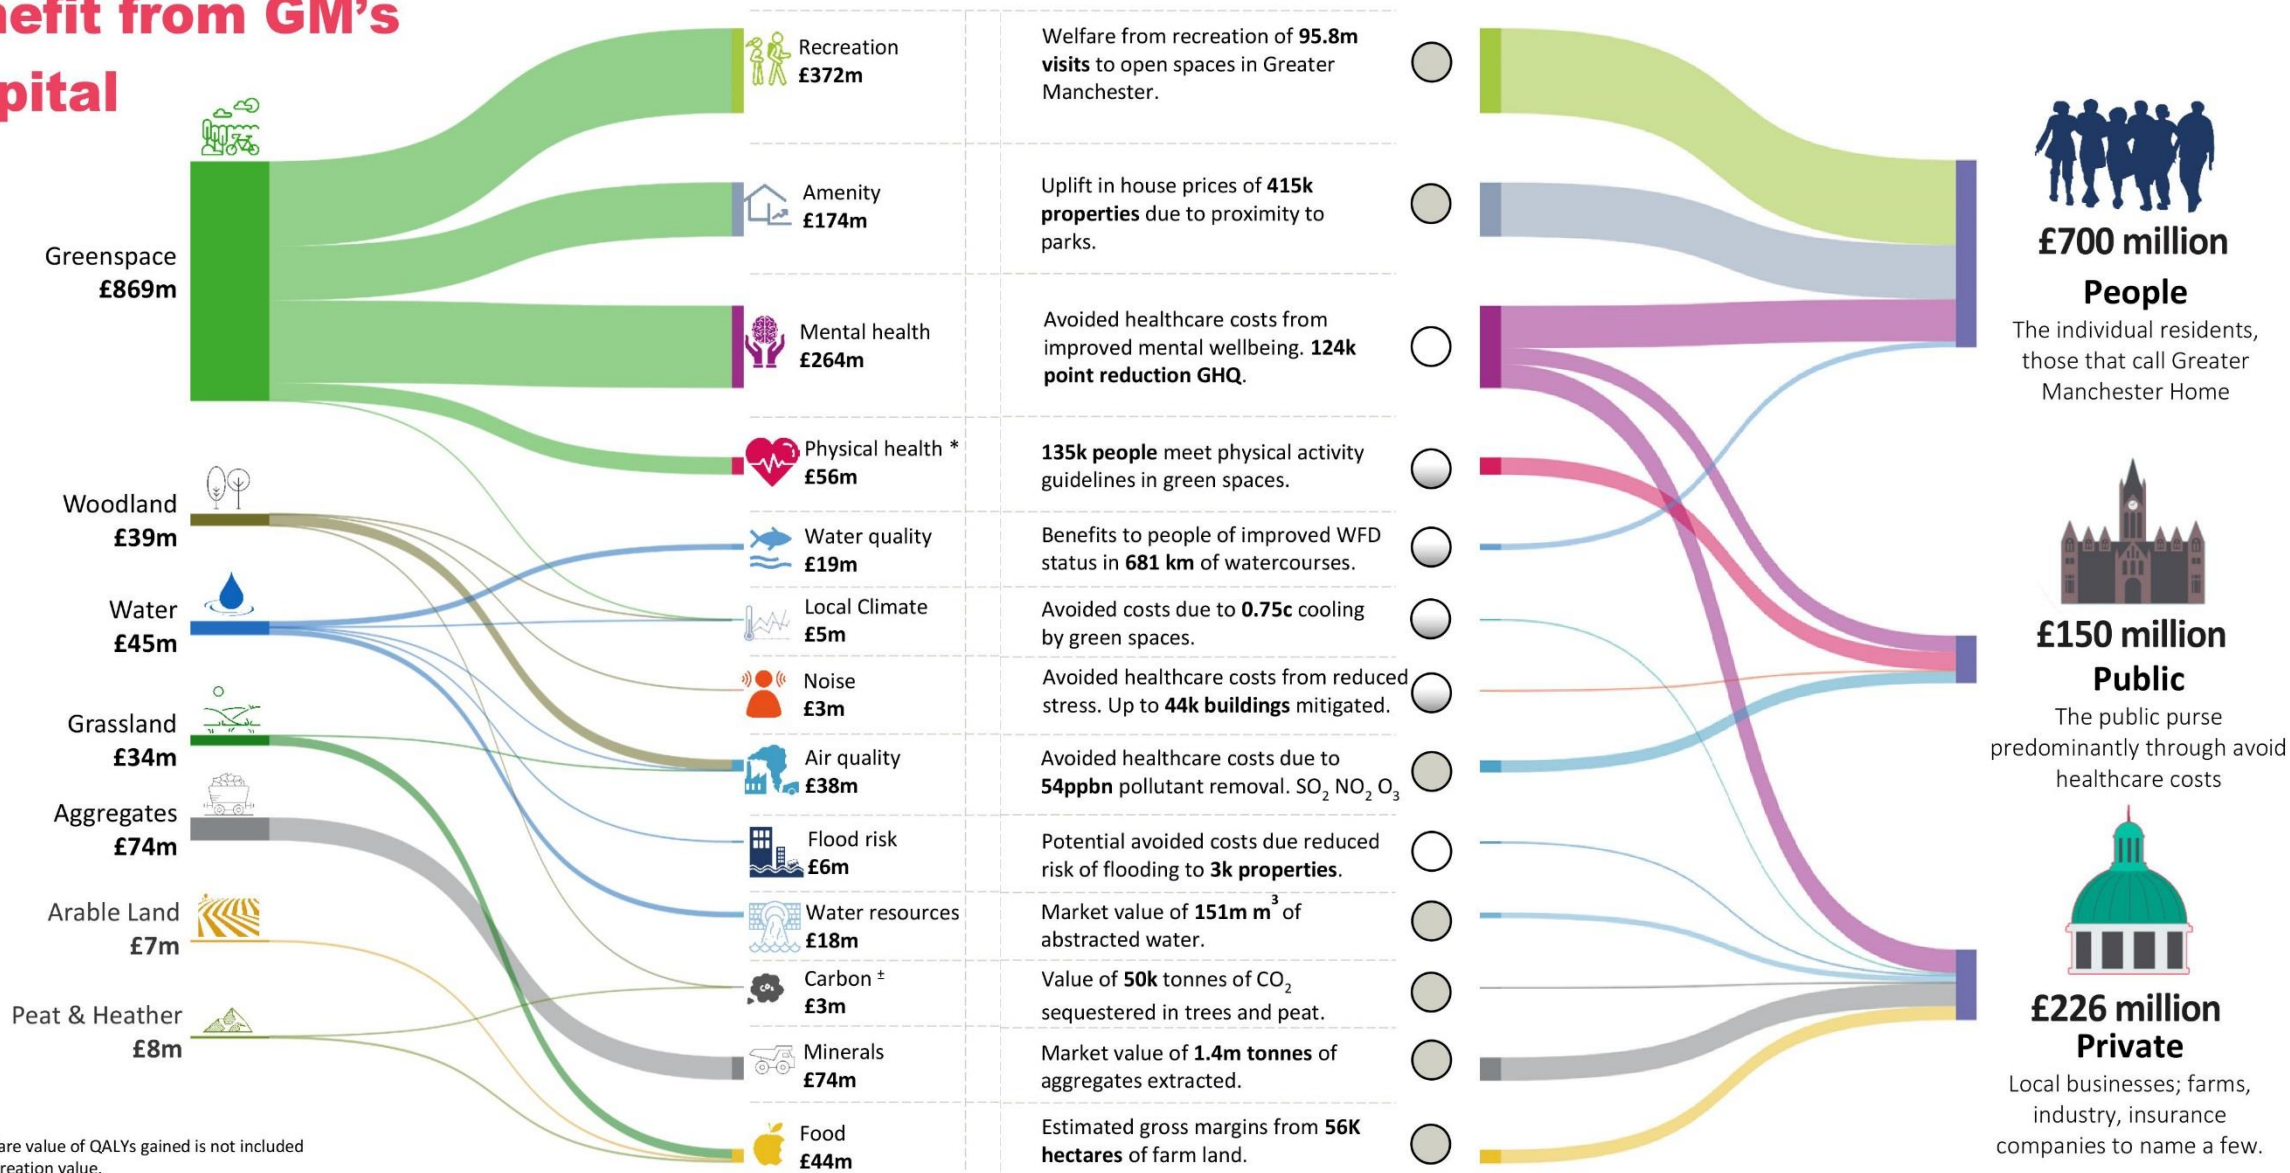 nefit from GM's
pital
Greenspace
£869m
Woodland
£39m
Water
£45m
Grassland
£34m
Aggregates
£74m
Arable Land
£7m
Peat & Heather
£8m
Recreation
£372m
Welfare from recreation of 95.8m
visits to open spaces in Greater
Manchester.
Amenity
£174m
Uplift in house prices of 415k
properties due to proximity to
parks.
Mental health
£264m
Avoided healthcare costs from
improved mental wellbeing. 124k
point reduction GHQ.
Physical health *
£56m
135k people meet physical activity
guidelines in green spaces.
Water quality
£19m
Benefits to people of improved WFD
status in 681 km of watercourses.
Local Climate
£5m
Avoided costs due to 0.75c cooling
by green spaces.
Noise
£3m
Avoided healthcare costs from reduced
stress. Up to 44k buildings mitigated.
Air quality
£38m
Avoided healthcare costs due to
54ppbn pollutant removal. SO₂ NO₂ O₃
Flood risk
£6m
Potential avoided costs due reduced
risk of flooding to 3k properties.
Water resources
£18m
Market value of 151m m³ of
abstracted water.
Carbon ±
£3m
CO₂
Value of 50k tonnes of CO₂
sequestered in trees and peat.
Minerals
£74m
Market value of 1.4m tonnes of
aggregates extracted.
Food
£44m
Estimated gross margins from 56K
hectares of farm land.
£700 million
People
The individual residents,
those that call Greater
Manchester Home
£150 million
Public
The public purse
predominantly through avoid
healthcare costs
£226 million
Private
Local businesses; farms,
industry, insurance
companies to name a few.
are value of QALYs gained is not included
reation value.